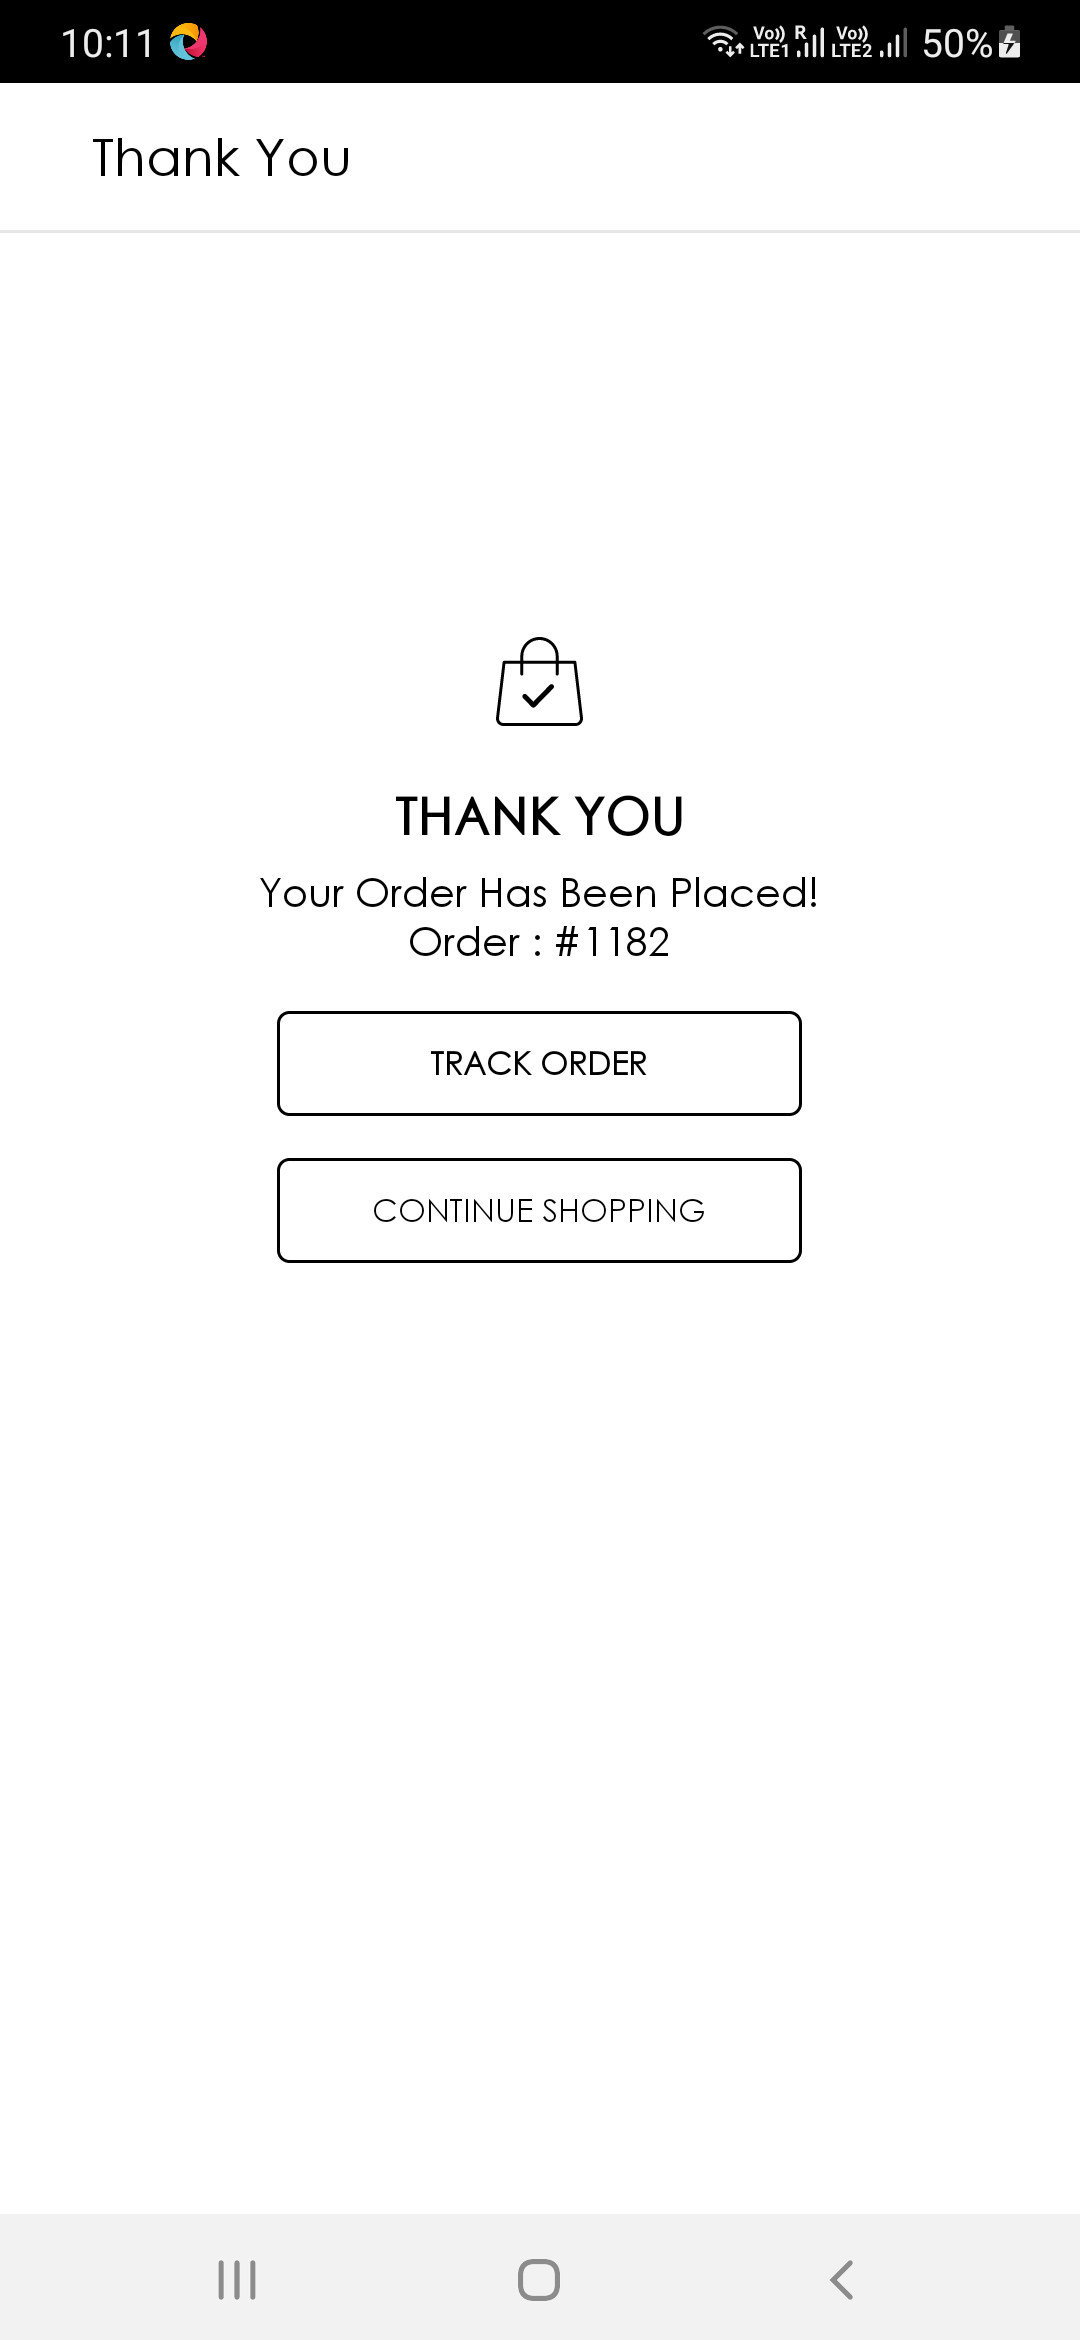 10:11
Vo)) R Vo)) 50%
LTE1 LTE2
Thank You
THANK YOU
Your Order Has Been Placed!
Order : #1182
TRACK ORDER
CONTINUE SHOPPING